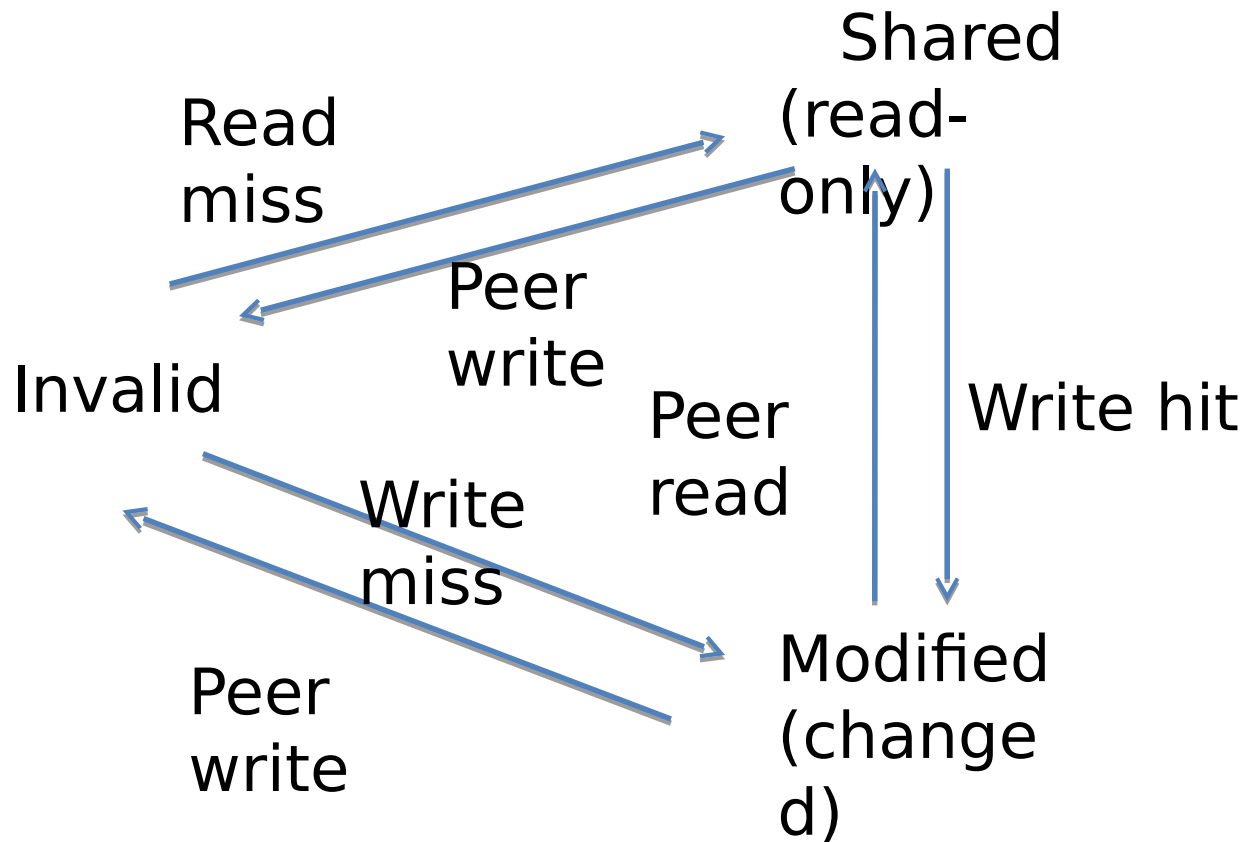 Shared
(read-
only)
Read
miss
Peer
write
Invalid
Peer
read
Write hit
Write
miss
Modified
(change
d)
Peer
write